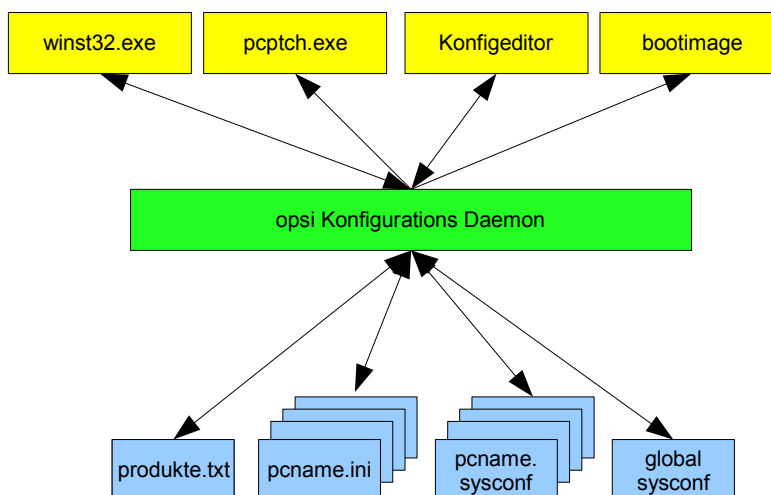 winst32.exe
pcptch.exe
Konfigeditor
bootimage
opsi Konfigurations Daemon
produkte.txt
pcname.ini
pcname.
sysconf
global
sysconf